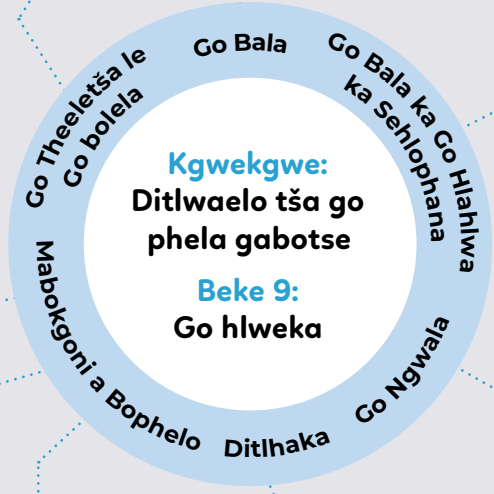 Go Theeletša le
Go bolela
Go Bala
Go Bala ka Go Hlahlwa
ka Sehlophana
Kgwekgwe:
Ditlwaelo tša go
phela gabotse
Beke 9:
Go hlweka
Mabokgoni a Bophelo
Ditlhaka
Go Ngwala